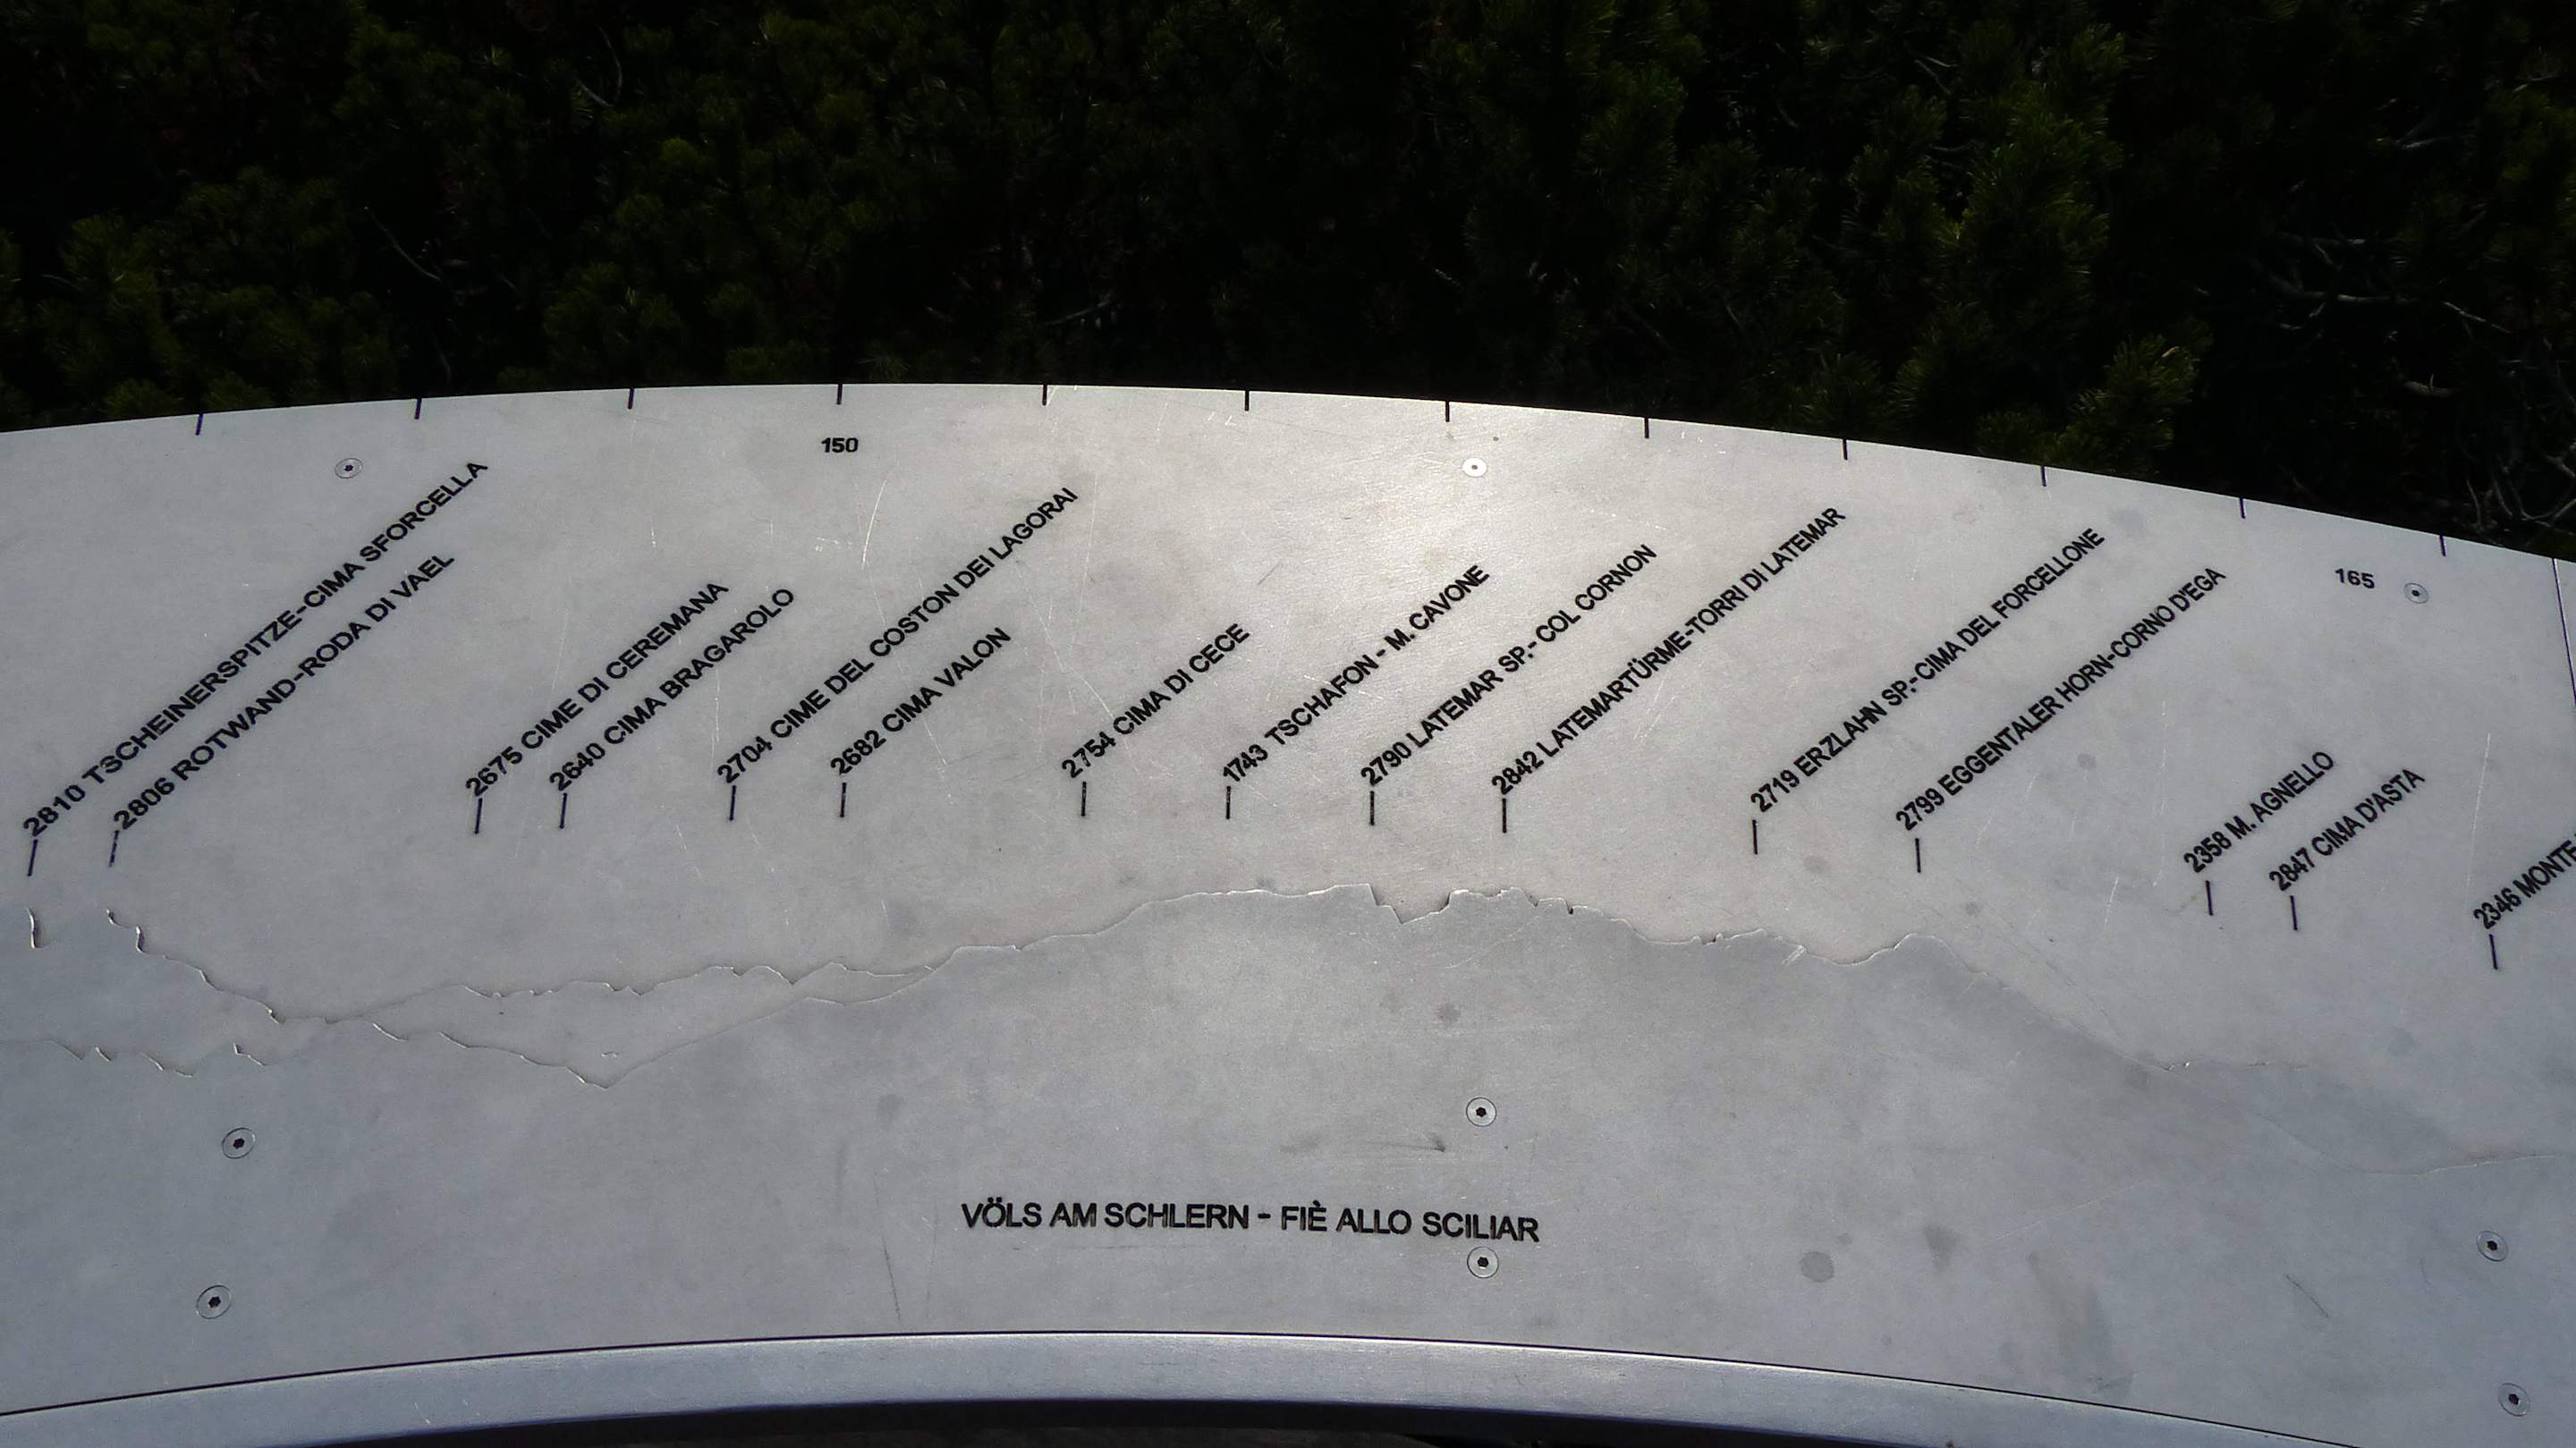 150
165
2810 TSCHEINERSPITZE-CIMA SFORCELLA
2806 ROTWAND-RODA DI VAEL
2675 CIME DI CEREMANA
2640 CIMA BRAGAROLO
2704 CIME DEL COSTON DEI LAGORAI
2682 CIMA VALON
2754 CIMA DI CECE
1743 TSCHAFON - M. CAVONE
2790 LATEMAR SP.- COL CORNON
2842 LATEMARTÜRME-TORRI DI LATEMAR
2719 ERZLAHN SP.-CIMA DEL FORCELLONE
2799 EGGENTALER HORN-CORNO D'EGA
2358 M. AGNELLO
2847 CIMA D'ASTA
2346
VÖLS AM SCHLERN - FIÈ ALLO SCILIAR